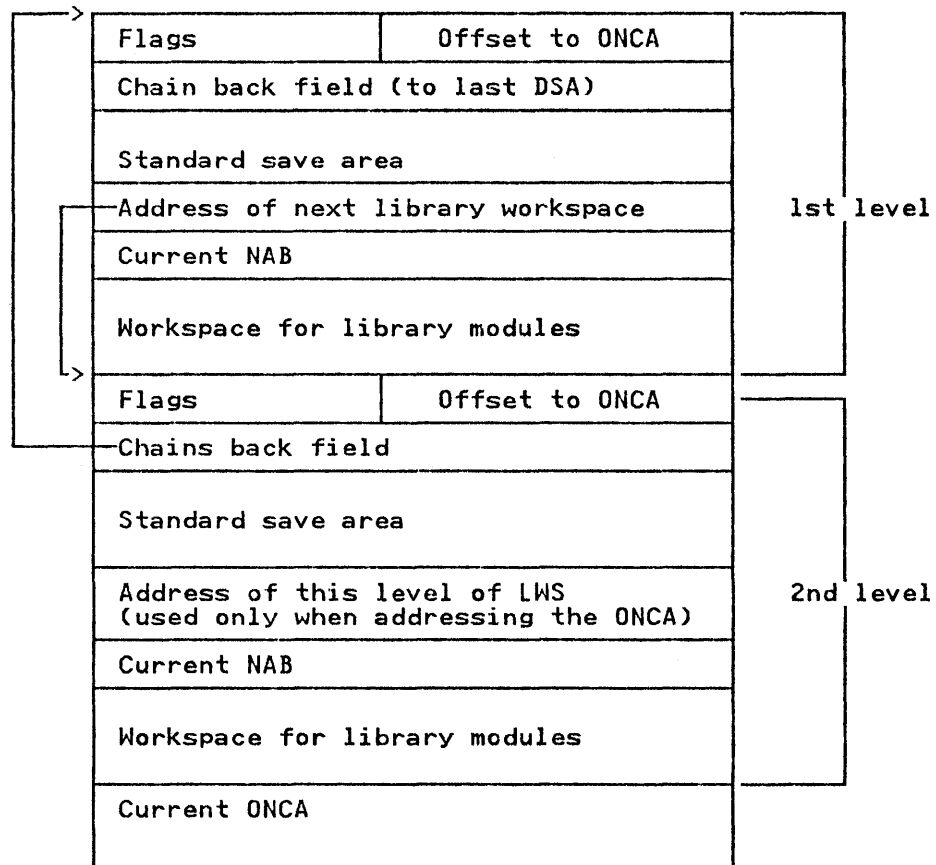 Flags Offset to ONCA
Chain back field (to last DSA)
Standard save area
Address of next library workspace
1st level
Current NAB
Workspace for library modules
Flags Offset to ONCA
Chains back field
Standard save area
Address of this level of LWS
(used only when addressing the ONCA)
2nd level
Current NAB
Workspace for library modules
Current ONCA